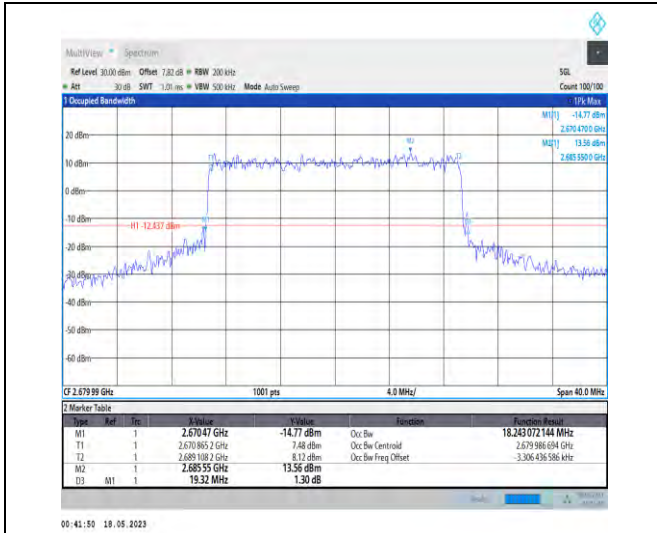 MultiView Spectrum
Ref Level 30.00 dBm Offset 7.82 dB RBW 200 kHz SGL
Att 30 dB SWT 1.01 ms VBW 500 kHz Mode Auto Sweep Count 100/100
1 Occupied Bandwidth 1Pk Max
M1[1] -14.77 dBm
2.670 470 0 GHz
M2[1] 13.56 dBm
2.685 550 0 GHz
20 dBm
10 dBm
0 dBm
-10 dBm
H1 -12.437 dBm
-20 dBm
-30 dBm
-40 dBm
-50 dBm
-60 dBm
M2
T2
CF 2.679 99 GHz 1001 pts 4.0 MHz/ Span 40.0 MHz
2 Marker Table
Type Ref Trc X-Value Y-Value Function Function Result
M1 1 2.670 47 GHz -14.77 dBm Occ Bw 18.243 072 144 MHz
T1 1 2.670 865 2 GHz 7.48 dBm Occ Bw Centroid 2.679 986 694 GHz
T2 1 2.689 108 2 GHz 8.12 dBm Occ Bw Freq Offset -3.306 436 586 kHz
M2 1 2.685 55 GHz 13.56 dBm
D3 M1 1 19.32 MHz 1.30 dB
00:41:50 18.05.2023